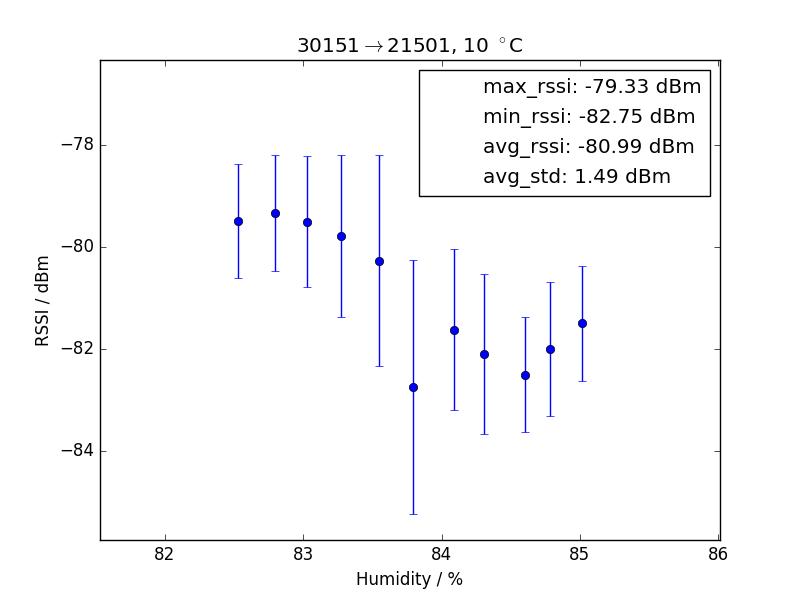 30151→21501, 10 °C
max_rssi: -79.33 dBm
min_rssi: -82.75 dBm
avg_rssi: -80.99 dBm
avg_std: 1.49 dBm
−78
−80
−82
−84
RSSI / dBm
82 83 84 85 86
Humidity / %